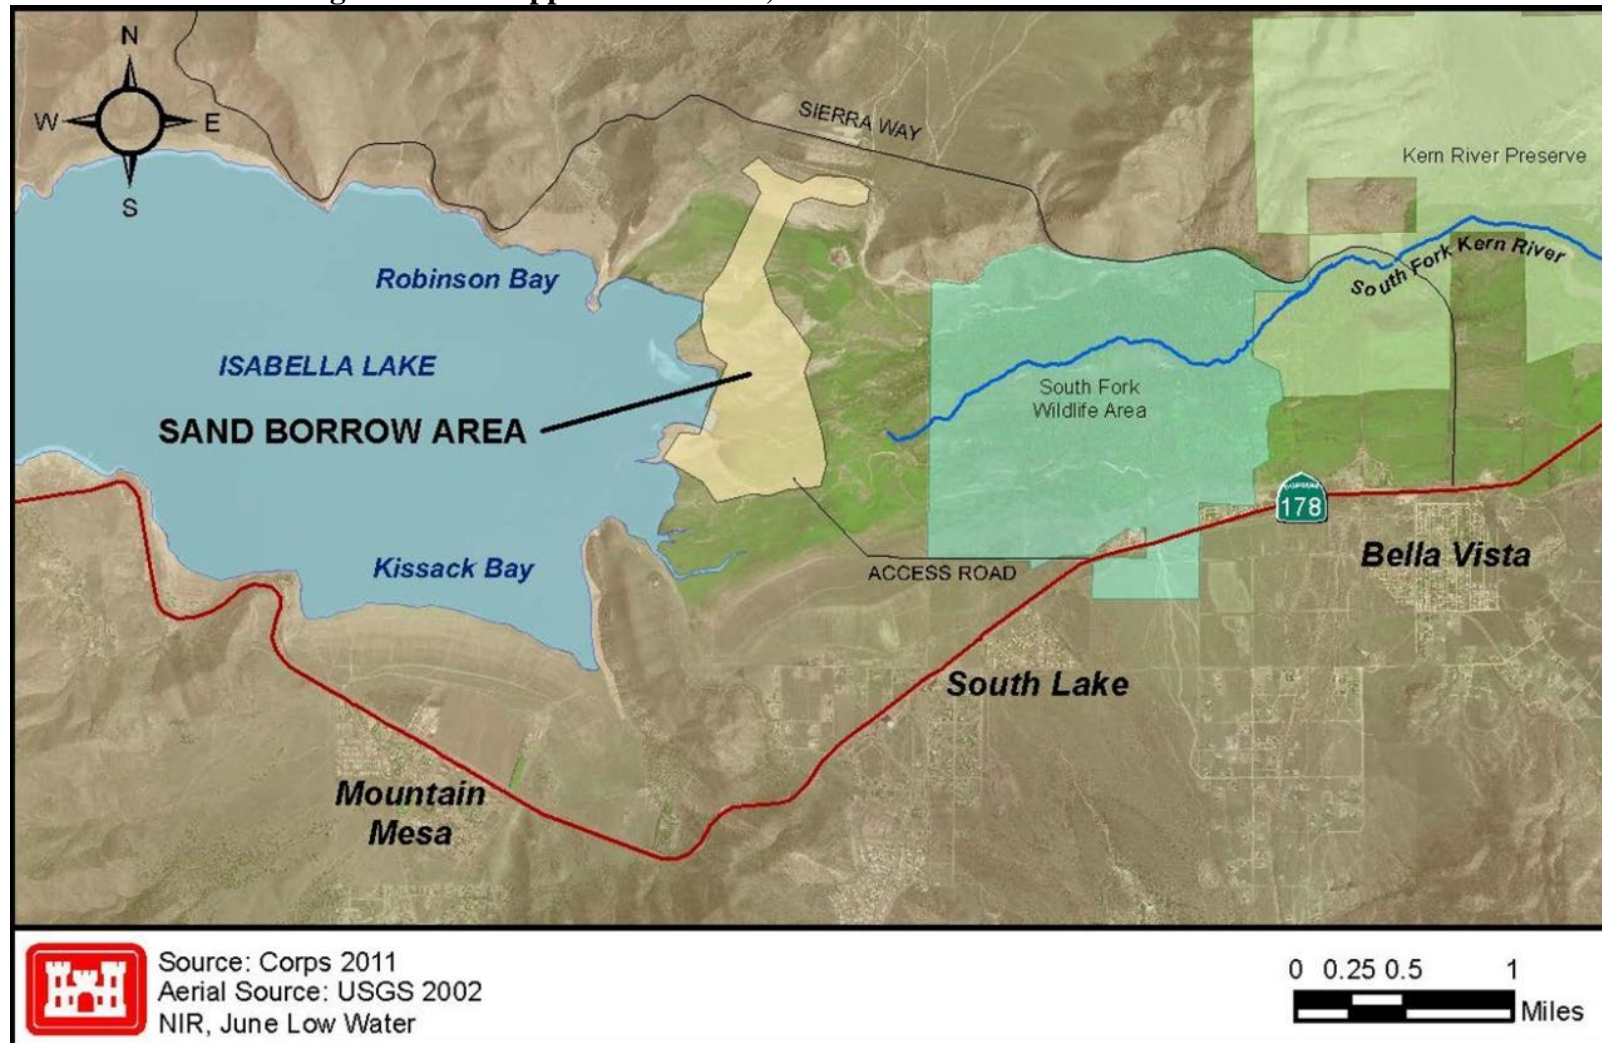 N
W E
S
SIERRA WAY
Kern River Preserve
Robinson Bay
South Fork Kern River
ISABELLA LAKE
South Fork
Wildlife Area
SAND BORROW AREA
178
Bella Vista
Kissack Bay
ACCESS ROAD
South Lake
Mountain
Mesa
Source: Corps 2011
Aerial Source: USGS 2002
NIR, June Low Water
0 0.25 0.5 1
Miles